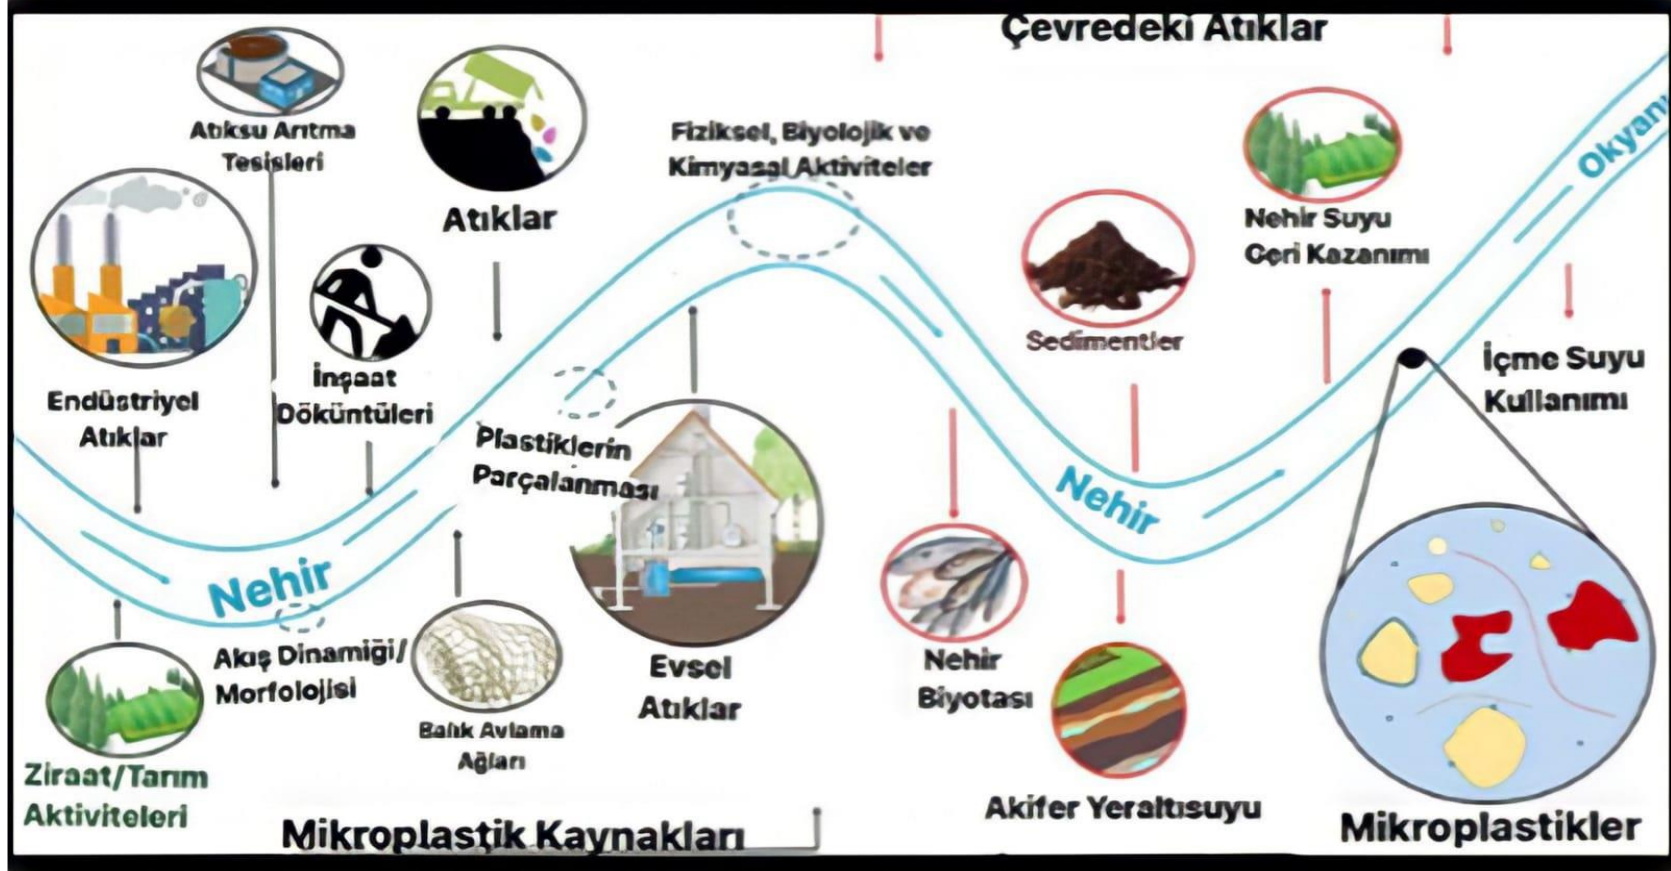 Çevredeki Atıklar
Atıksu Arıtma
Tesisleri
Fiziksel, Biyolojik ve
Kimyasal Aktiviteler
Atıklar
Nehir Suyu
Geri Kazanımı
Okyanu
Sedimentler
İçme Suyu
Kullanımı
İnşaat
Döküntüleri
Endüstriyel
Atıklar
Plastiklerin
Parçalanması
Nehir
Nehir
Akış Dinamiği/
Morfolojisi
Evsel
Atıklar
Nehir
Biyotası
Balık Avlama
Ağları
Ziraat/Tarım
Aktiviteleri
Akifer Yeraltısuyu
Mikroplastik Kaynakları
Mikroplastikler